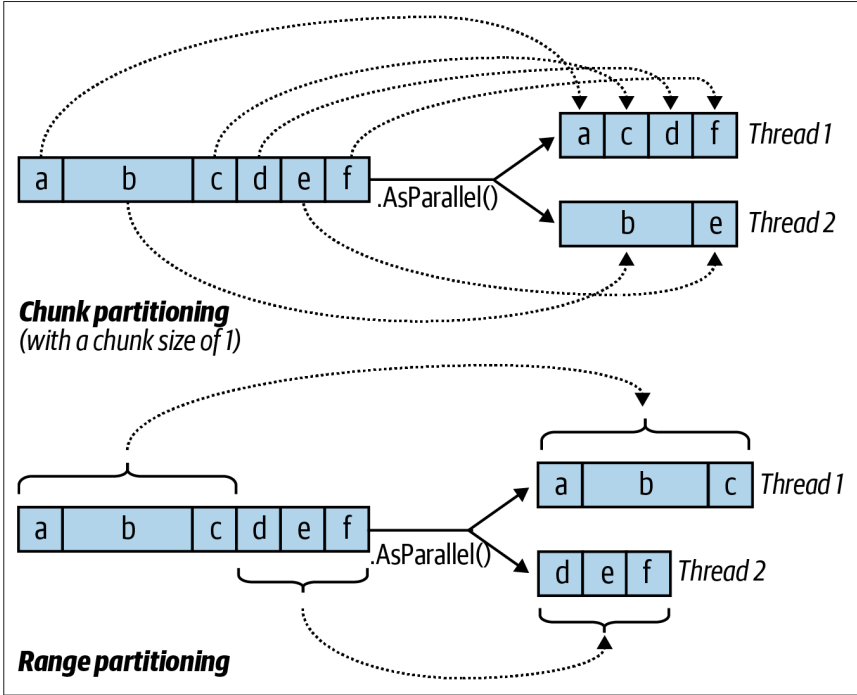 a c d f Thread 1
a b c d e f
.AsParallel()
b e Thread 2
Chunk partitioning
(with a chunk size of 1)
a b c Thread 1
a b c d e f
.AsParallel()
d e f Thread 2
Range partitioning